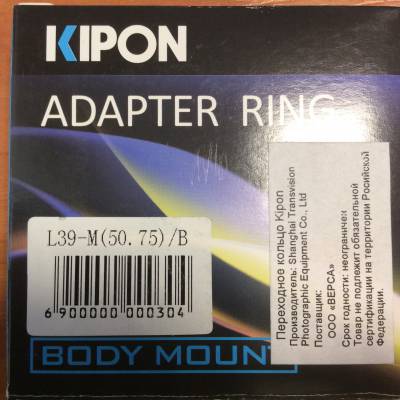 KIPON
ADAPTER RING
L39-M(50.75)/B
6 900000 000304
BODY MOUNT
Переходное кольцо Kipon
Производитель: Shanghai Transvision
Photographic Equipment Co., Ltd
Поставщик:
ООО «ВЕРСА»
Срок годности: неограничен
Товар не подлежит обязательной
сертификации на территории Росийской
Федерации.